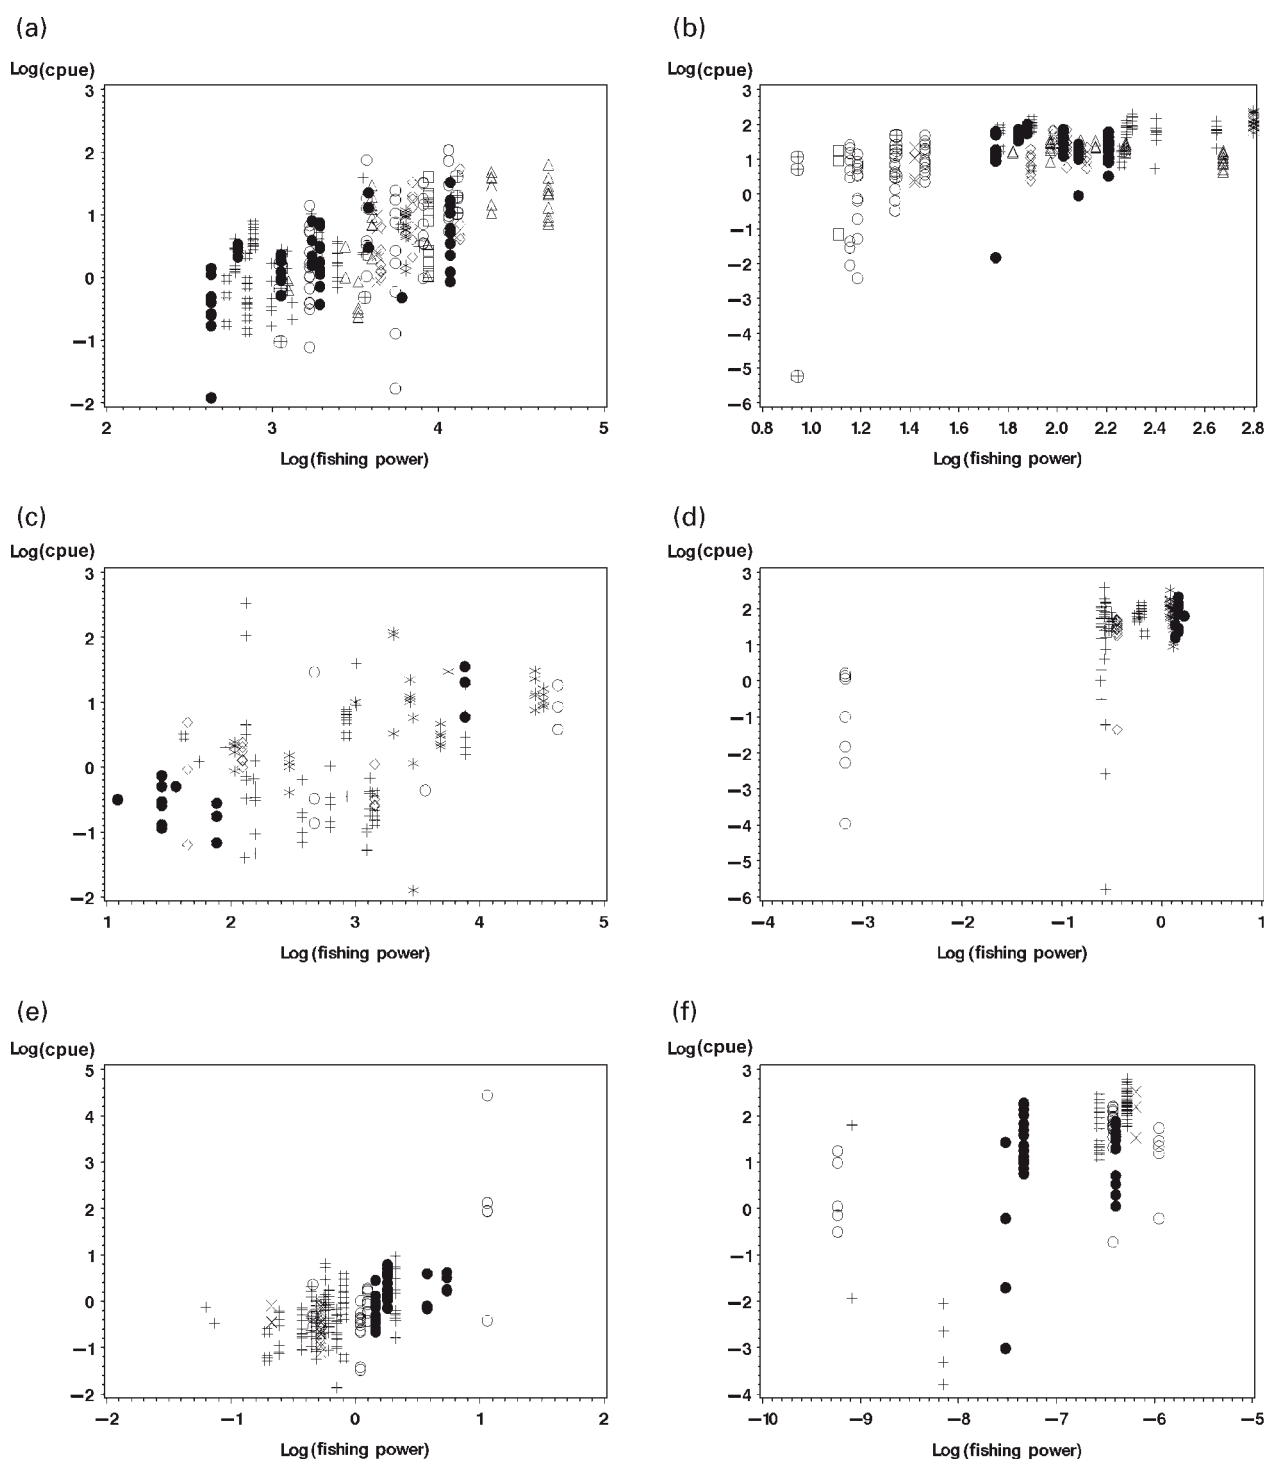 (a)
Log(cpue)
3
2
1
0
−1
−2
2 3 4 5
Log(fishing power)
(b)
Log(cpue)
3
2
1
0
−1
−2
−3
−4
−5
−6
0.8 1.0 1.2 1.4 1.6 1.8 2.0 2.2 2.4 2.6 2.8
Log(fishing power)
(c)
Log(cpue)
3
2
1
0
−1
−2
1 2 3 4 5
Log(fishing power)
(d)
Log(cpue)
3
2
1
0
−1
−2
−3
−4
−5
−6
−4 −3 −2 −1 0 1
Log(fishing power)
(e)
Log(cpue)
5
4
3
2
1
0
−1
−2
−2 −1 0 1 2
Log(fishing power)
(f)
Log(cpue)
3
2
1
0
−1
−2
−3
−4
−10 −9 −8 −7 −6 −5
Log(fishing power)